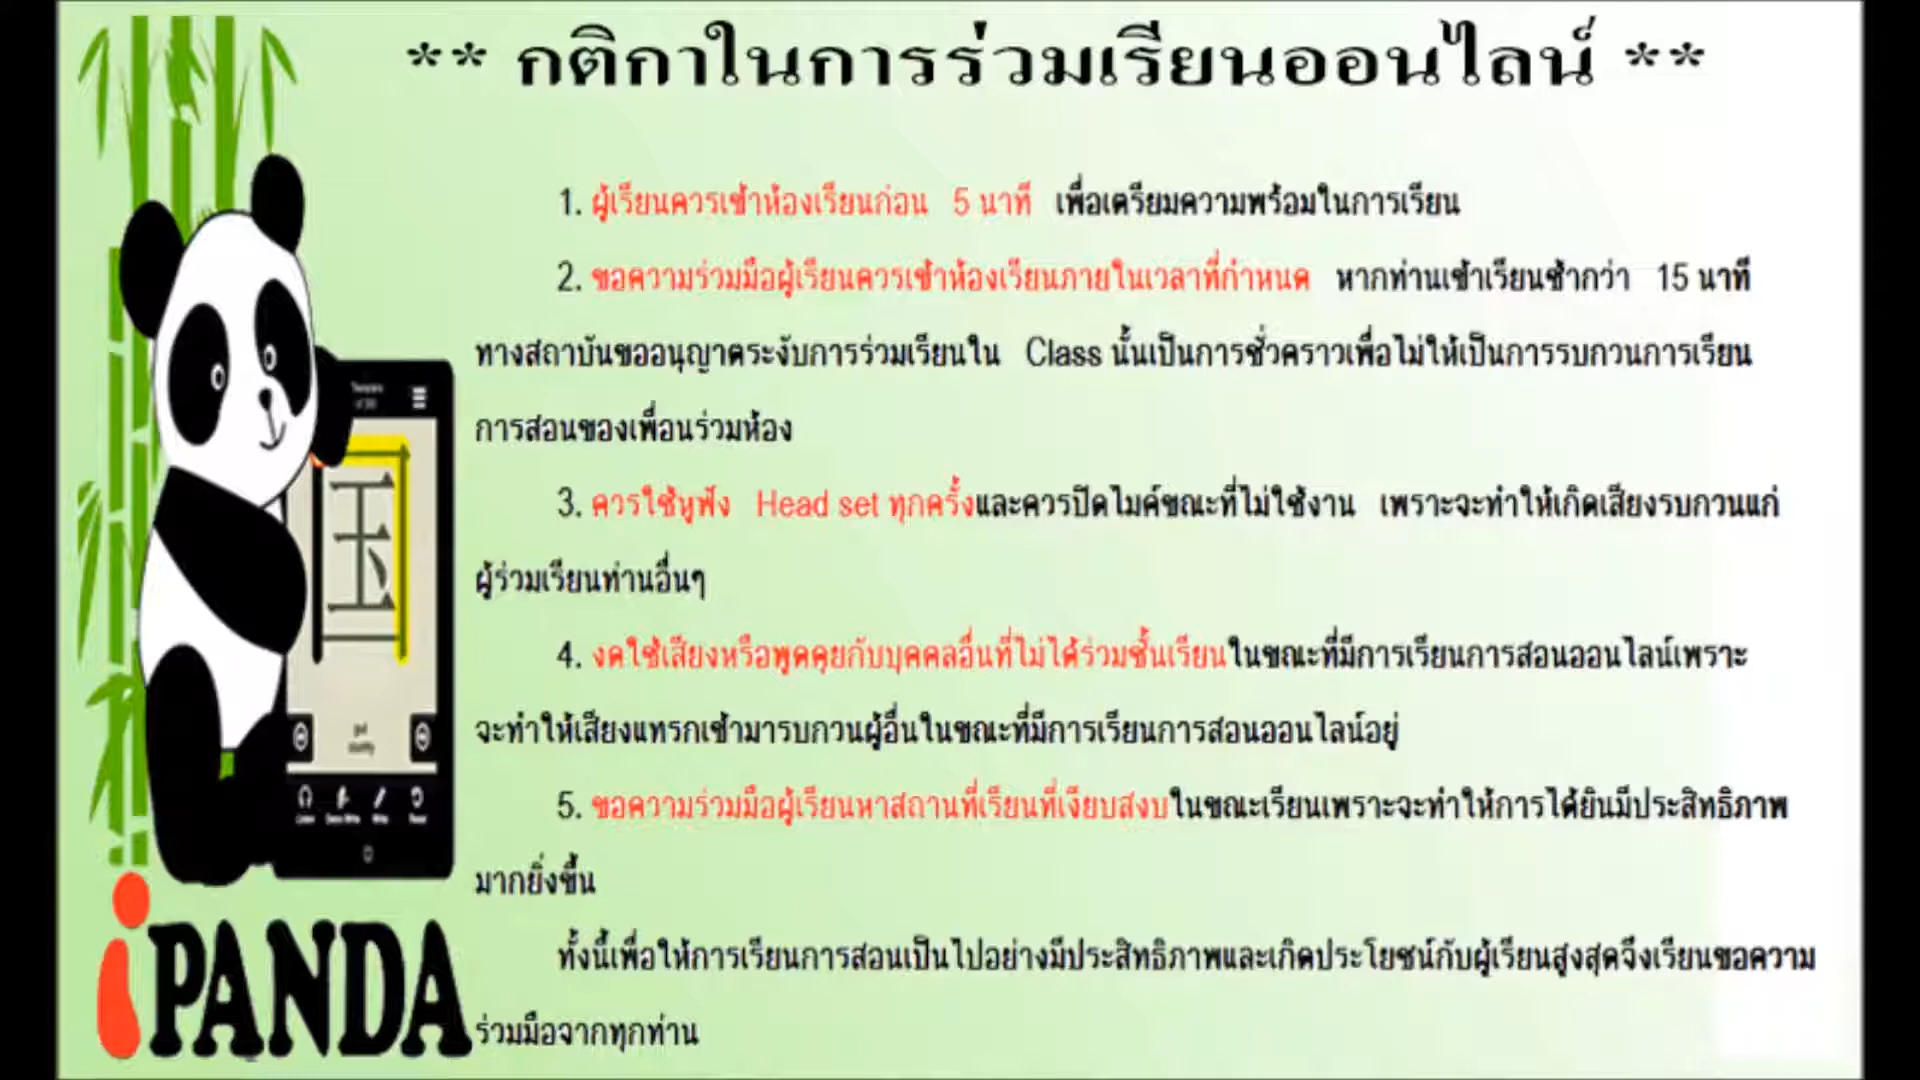 ** กติกาในการร่วมเรียนออนไลน์ **
1. ผู้เรียนควรเข้าห้องเรียนก่อน 5 นาที เพื่อเตรียมความพร้อมในการเรียน
2. ขอความร่วมมือผู้เรียนควรเข้าห้องเรียนภายในเวลาที่กำหนด หากท่านเข้าเรียนช้ากว่า 15 นาที
ทางสถาบันขออนุญาตระงับการร่วมเรียนใน Class นั้นเป็นการชั่วคราวเพื่อไม่ให้เป็นการรบกวนการเรียน
การสอนของเพื่อนร่วมห้อง
3. ควรใช้หูฟัง Head set ทุกครั้งและควรปิดไมค์ขณะที่ไม่ใช้งาน เพราะจะทำให้เกิดเสียงรบกวนแก่
ผู้ร่วมเรียนท่านอื่นๆ
4. งดใช้เสียงหรือพูดคุยกับบุคคลอื่นที่ไม่ได้ร่วมชั้นเรียนในขณะที่มีการเรียนการสอนออนไลน์เพราะ
จะทำให้เสียงแทรกเข้ามารบกวนผู้อื่นในขณะที่มีการเรียนการสอนออนไลน์อยู่
5. ขอความร่วมมือผู้เรียนหาสถานที่เรียนที่เงียบสงบในขณะเรียนเพราะจะทำให้การได้ยินมีประสิทธิภาพ
มากยิ่งขึ้น
ทั้งนี้เพื่อให้การเรียนการสอนเป็นไปอย่างมีประสิทธิภาพและเกิดประโยชน์กับผู้เรียนสูงสุดจึงเรียนขอความ
ร่วมมือจากทุกท่าน
国
iPANDA